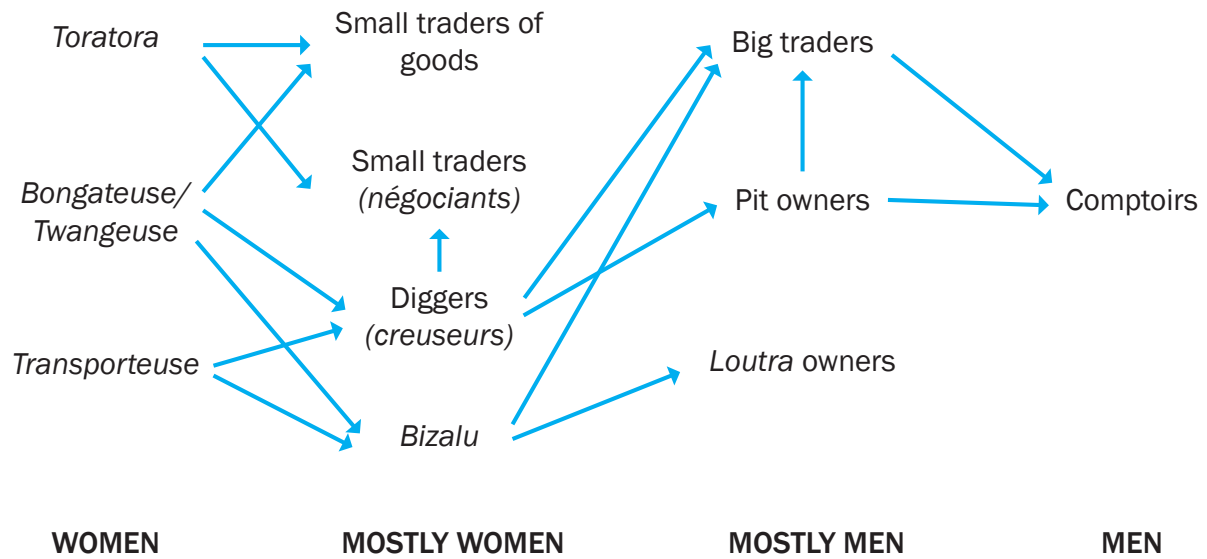 Toratora
Small traders of
goods
Big traders
Bongateuse/
Twangeuse
Small traders
(négociants)
Pit owners
Comptoirs
Diggers
(creuseurs)
Transporteuse
Loutra owners
Bizalu
WOMEN
MOSTLY WOMEN
MOSTLY MEN
MEN